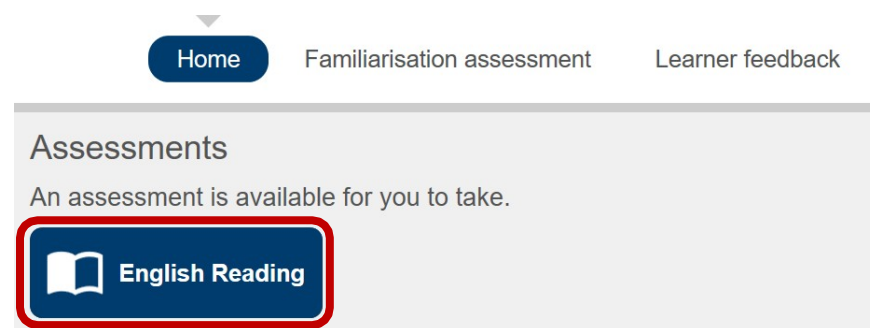 Home Familiarisation assessment Learner feedback
Assessments
An assessment is available for you to take.
English Reading